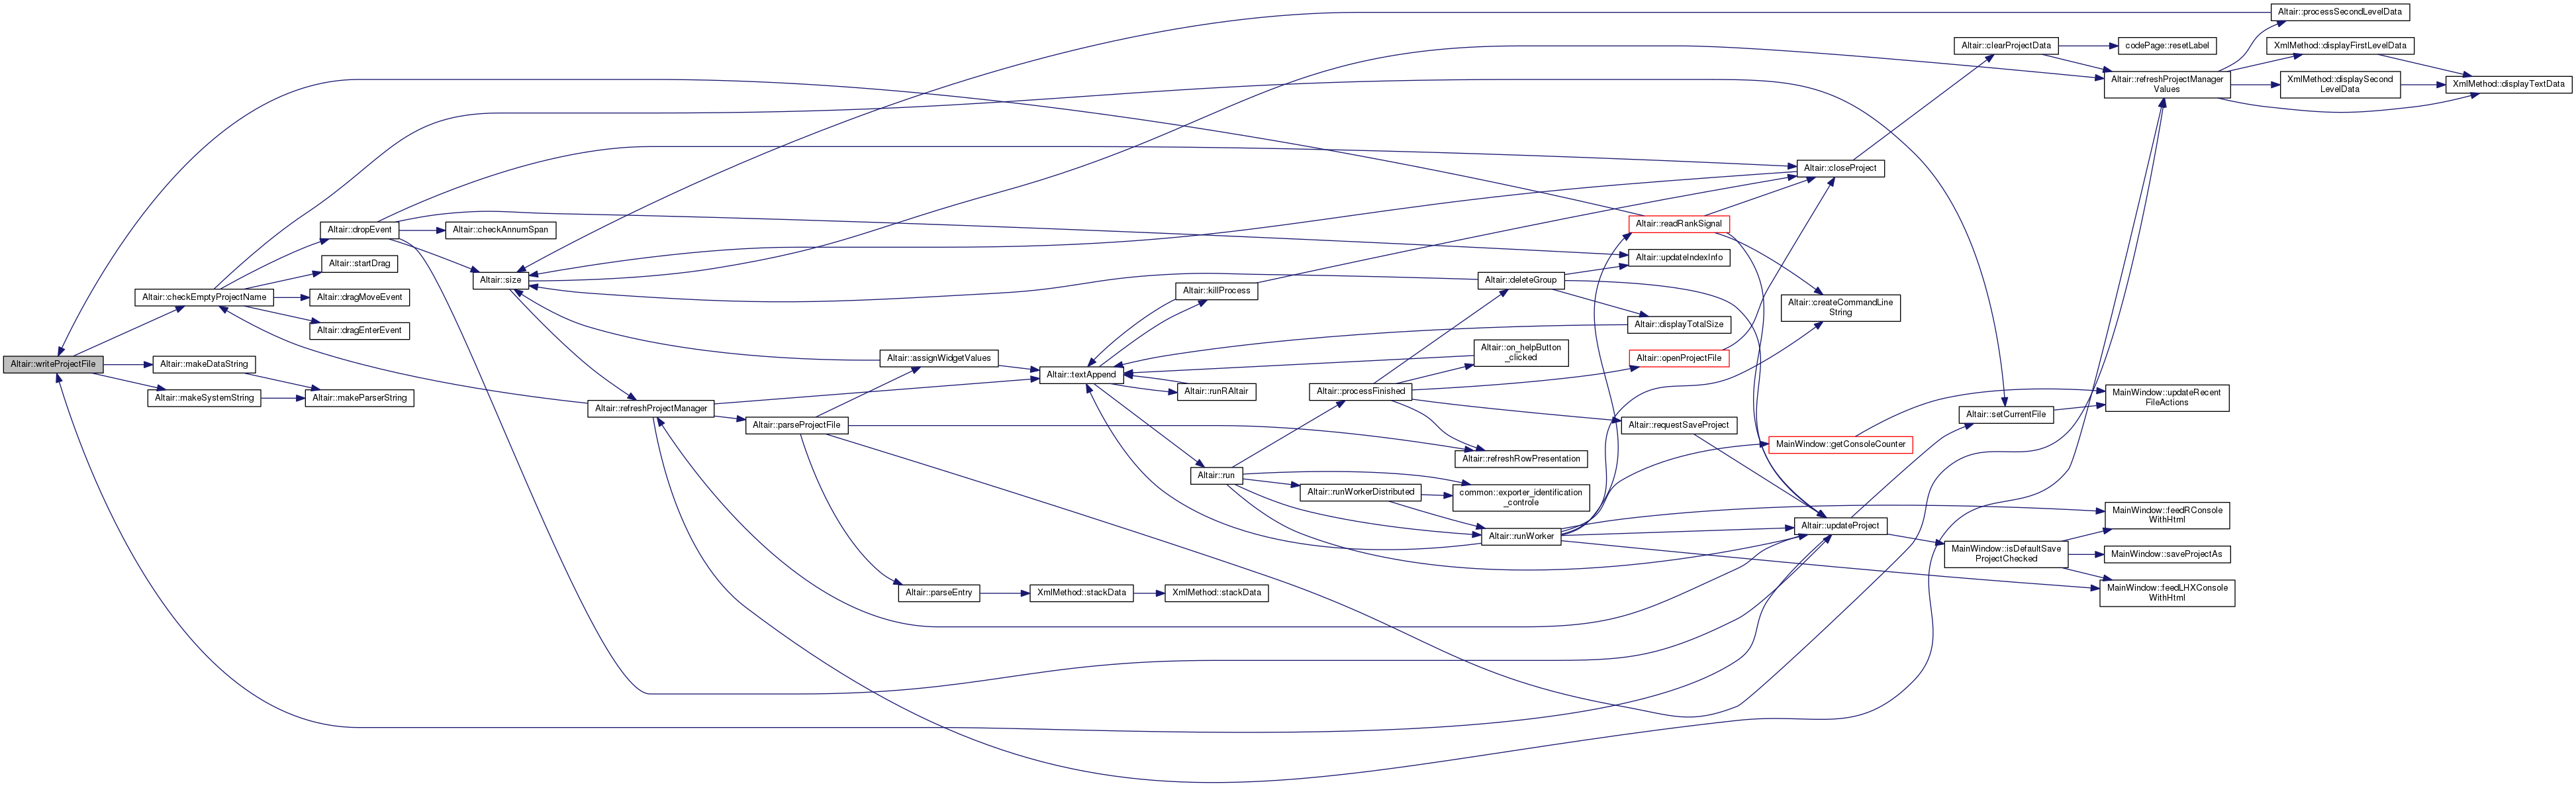 Altair::processSecondLevelData
Altair::clearProjectData
codePage::resetLabel
XmlMethod::displayFirstLevelData
Altair::refreshProjectManager
Values
XmlMethod::displaySecond
LevelData
XmlMethod::displayTextData
Altair::closeProject
Altair::dropEvent
Altair::checkAnnumSpan
Altair::readRankSignal
Altair::startDrag
Altair::updateIndexInfo
Altair::size
Altair::deleteGroup
Altair::checkEmptyProjectName
Altair::dragMoveEvent
Altair::killProcess
Altair::createCommandLine
String
Altair::dragEnterEvent
Altair::displayTotalSize
Altair::writeProjectFile
Altair::makeDataString
Altair::assignWidgetValues
Altair::on_helpButton
_clicked
Altair::openProjectFile
Altair::textAppend
Altair::makeSystemString
Altair::makeParserString
Altair::runRAltair
Altair::processFinished
MainWindow::updateRecent
FileActions
Altair::refreshProjectManager
Altair::setCurrentFile
Altair::parseProjectFile
Altair::requestSaveProject
MainWindow::getConsoleCounter
Altair::refreshRowPresentation
Altair::run
Altair::runWorkerDistributed
common::exporter_identification
_controle
MainWindow::feedRConsole
WithHtml
Altair::updateProject
Altair::runWorker
MainWindow::isDefaultSave
ProjectChecked
MainWindow::saveProjectAs
Altair::parseEntry
XmlMethod::stackData
XmlMethod::stackData
MainWindow::feedLHXConsole
WithHtml